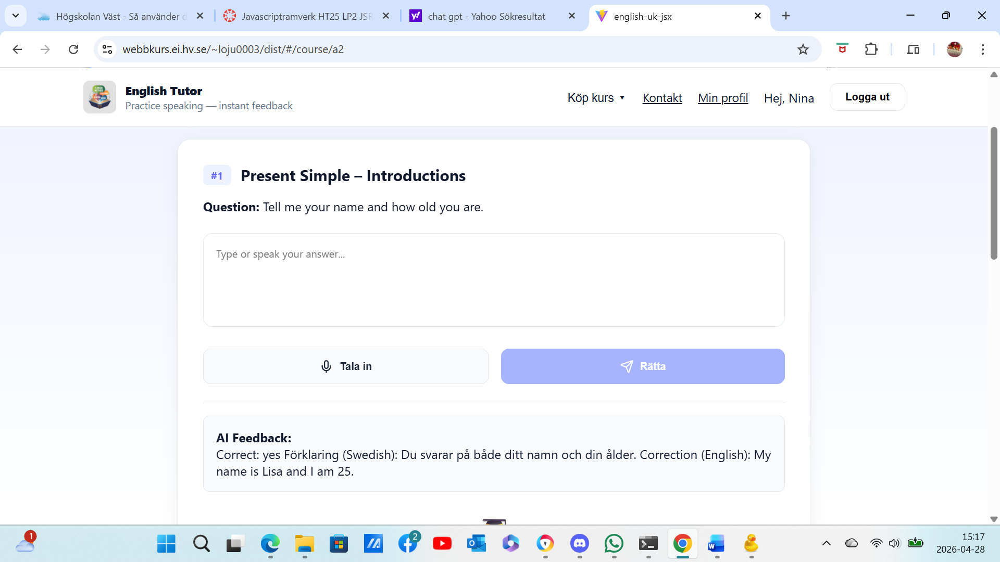 Högskolan Väst - Så använder d
Javascriptramverk HT25 LP2 JSR
chat gpt - Yahoo Sökresultat
english-uk-jsx
webbkurs.ei.hv.se/~loju0003/dist/#/course/a2
English Tutor
Practice speaking — instant feedback
Köp kurs
Kontakt
Min profil
Hej, Nina
Logga ut
#1
Present Simple – Introductions
Question: Tell me your name and how old you are.
Type or speak your answer...
Tala in
Rätta
AI Feedback:
Correct: yes Förklaring (Swedish): Du svarar på både ditt namn och din ålder. Correction (English): My
name is Lisa and I am 25.
1
2
15:17
2026-04-28